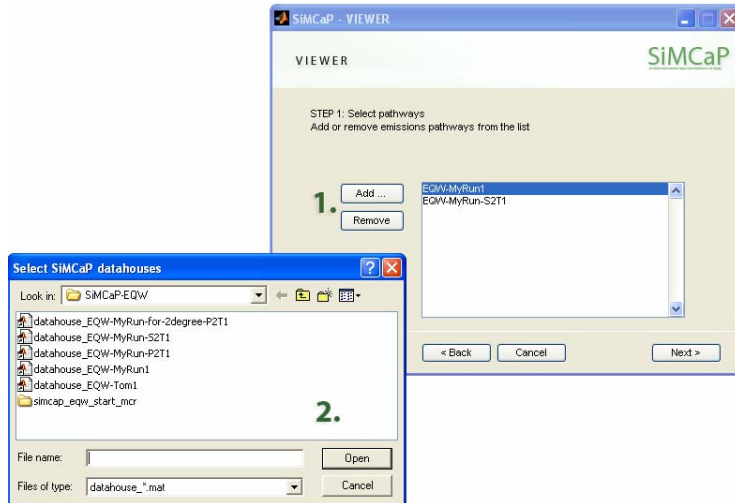 SiMCaP - VIEWER
VIEWER
SiMCaP
STEP 1: Select pathways
Add or remove emissions pathways from the list
1.
Add ...
Remove
EQW-MyRun1
EQW-MyRun-S2T1
< Back
Cancel
Next >
Select SiMCaP datahouses
Look in:
SiMCaP-EQW
datahouse_EQW-MyRun-for-2degree-P2T1
datahouse_EQW-MyRun-S2T1
datahouse_EQW-MyRun-P2T1
datahouse_EQW-MyRun1
datahouse_EQW-Tom1
simcap_eqw_start_mcr
2.
File name:
Open
Files of type:
datahouse_*.mat
Cancel